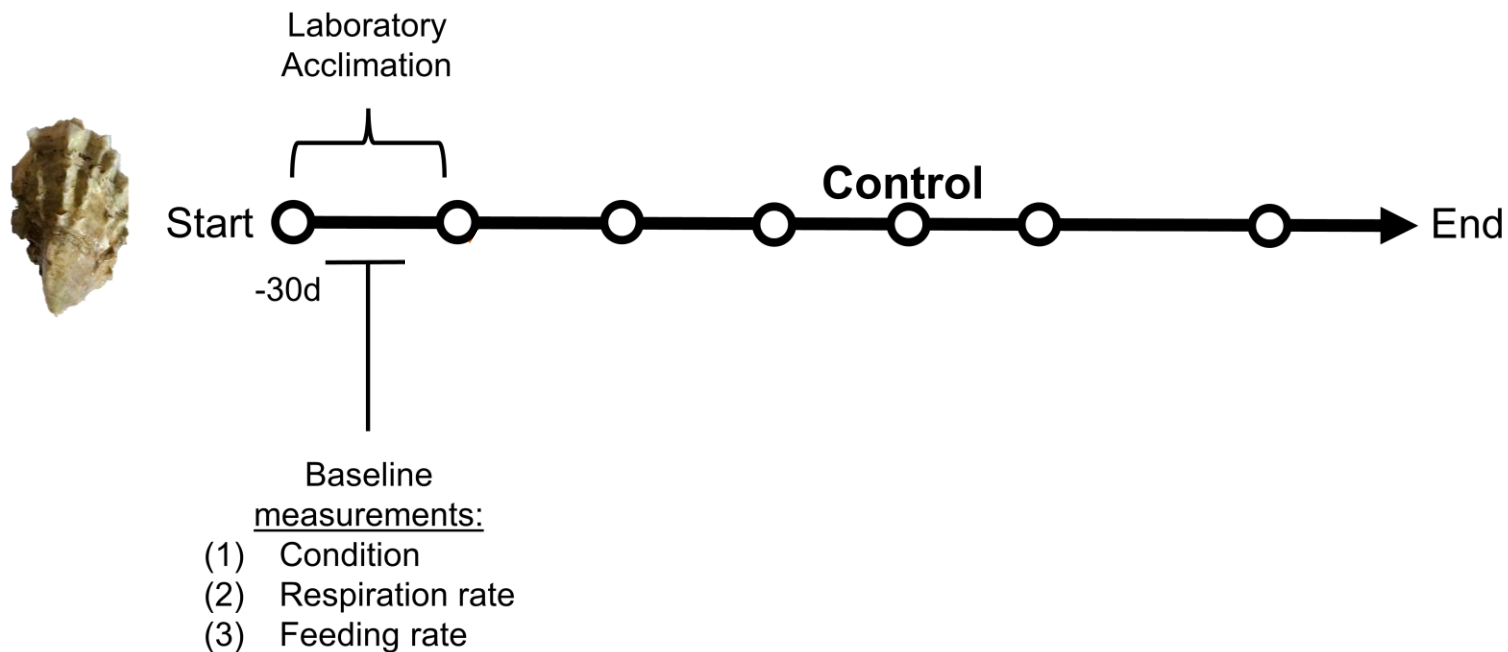 Laboratory
Acclimation
Control
Start
End
-30d
Baseline
measurements:
(1) Condition
(2) Respiration rate
(3) Feeding rate